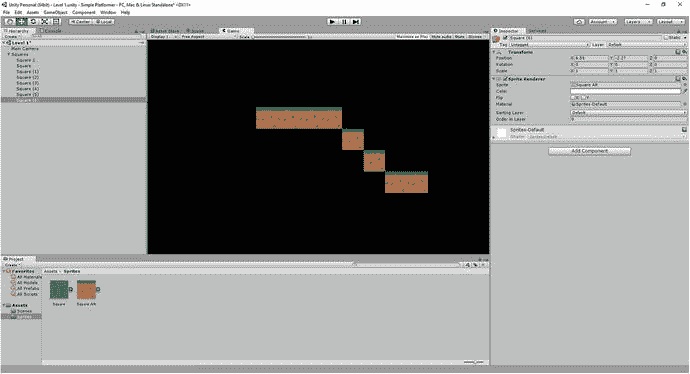 Unity Personal (64bit) - Level 1.unity - Simple Platformer - PC, Mac & Linux Standalone* <DX11>
File Edit Assets GameObject Component Window Help
Center Local
Account Layers Layout
Hierarchy Console
Create
Level 1*
Main Camera
Squares
Square 2
Square
Square (1)
Square (2)
Square (3)
Square (4)
Square (5)
Square (6)
Asset Store Game
Display 1 Free Aspect Scale
Maximize on Play Mute audio Stats Gizmos
Inspector Services
Square (6) Static
Tag Untagged Layer Default
Transform
Position X 6.55 Y -2.27 Z 0
Rotation X 0 Y 0 Z 0
Scale X 1 Y 1 Z 1
Sprite Renderer
Sprite Square Alt
Color
Flip X Y
Material Sprites-Default
Sorting Layer Default
Order in Layer 0
Sprites-Default
Shader
Add Component
Project
Create
Favorites
All Materials
All Models
All Prefabs
All Scripts
Assets
Scenes
Sprites
Assets Sprites
Square Square Alt